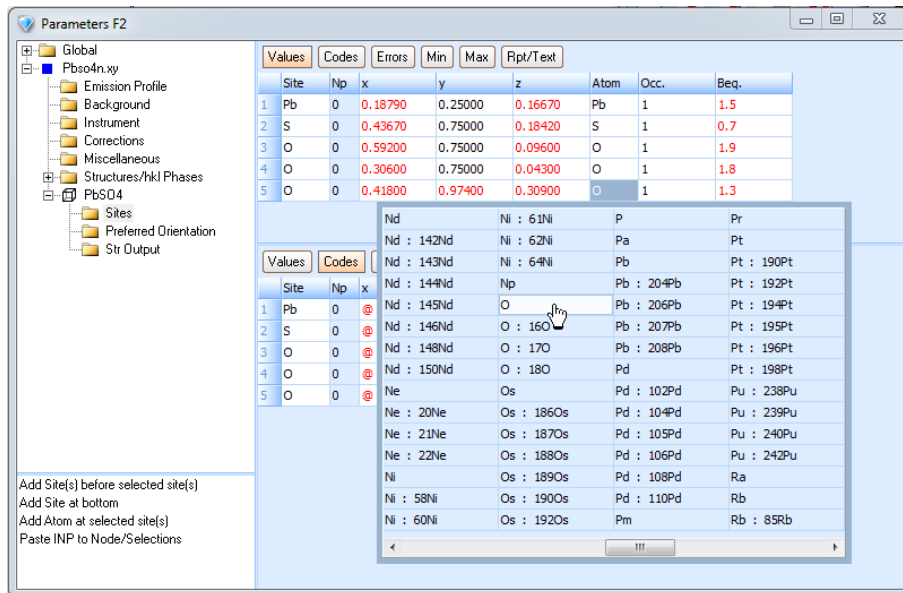 Parameters F2
Global
Pbso4n.xy
Emission Profile
Background
Instrument
Corrections
Miscellaneous
Structures/hkl Phases
PbSO4
Sites
Preferred Orientation
Str Output
Add Site(s) before selected site(s)
Add Site at bottom
Add Atom at selected site(s)
Paste INP to Node/Selections
Values Codes Errors Min Max Rpt/Text
Site Np x y z Atom Occ. Beq.
1 Pb 0 0.18790 0.25000 0.16670 Pb 1 1.5
2 S 0 0.43670 0.75000 0.18420 S 1 0.7
3 O 0 0.59200 0.75000 0.09600 O 1 1.9
4 O 0 0.30600 0.75000 0.04300 O 1 1.8
5 O 0 0.41800 0.97400 0.30900 O 1 1.3
Values Codes
Site Np x
1 Pb 0 @
2 S 0 @
3 O 0 @
4 O 0 @
5 O 0 @
Nd Ni : 61Ni P Pr
Nd : 142Nd Ni : 62Ni Pa Pt
Nd : 143Nd Ni : 64Ni Pb Pt : 190Pt
Nd : 144Nd Np Pb : 204Pb Pt : 192Pt
Nd : 145Nd O Pb : 206Pb Pt : 194Pt
Nd : 146Nd O : 16O Pb : 207Pb Pt : 195Pt
Nd : 148Nd O : 17O Pb : 208Pb Pt : 196Pt
Nd : 150Nd O : 18O Pd Pt : 198Pt
Ne Os Pd : 102Pd Pu : 238Pu
Ne : 20Ne Os : 186Os Pd : 104Pd Pu : 239Pu
Ne : 21Ne Os : 187Os Pd : 105Pd Pu : 240Pu
Ne : 22Ne Os : 188Os Pd : 106Pd Pu : 242Pu
Ni Os : 189Os Pd : 108Pd Ra
Ni : 58Ni Os : 190Os Pd : 110Pd Rb
Ni : 60Ni Os : 192Os Pm Rb : 85Rb